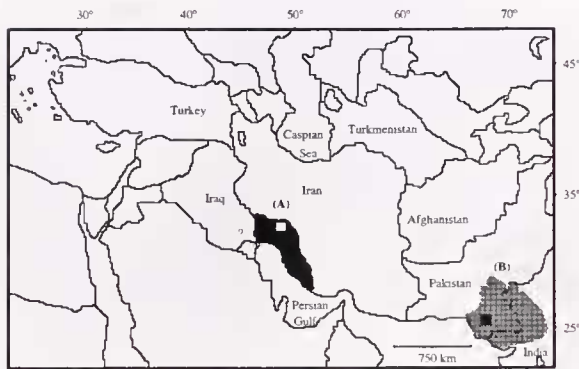 30° 40° 50° 60° 70°
45°
Turkey
Caspian
Sea
Turkmenistan
35°
Iraq
(A)
Iran
Afghanistan
?
(B)
Pakistan
Persian
Gulf
25°
750 km
India